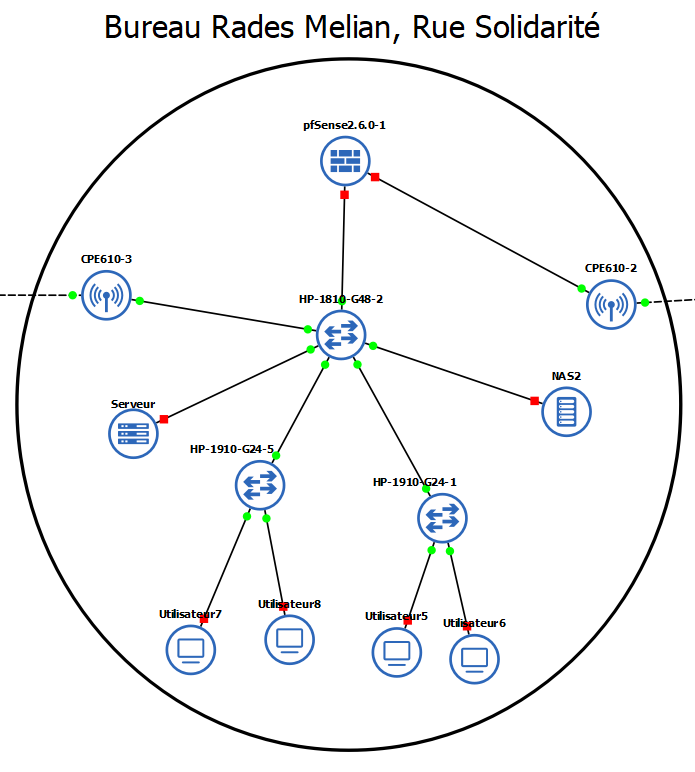 Bureau Rades Melian, Rue Solidarité
pfSense2.6.0-1
CPE610-3
CPE610-2
HP-1810-G48-2
NAS2
Serveur
HP-1910-G24-5
HP-1910-G24-1
Utilisateur7
Utilisateur8
Utilisateur5
Utilisateur6